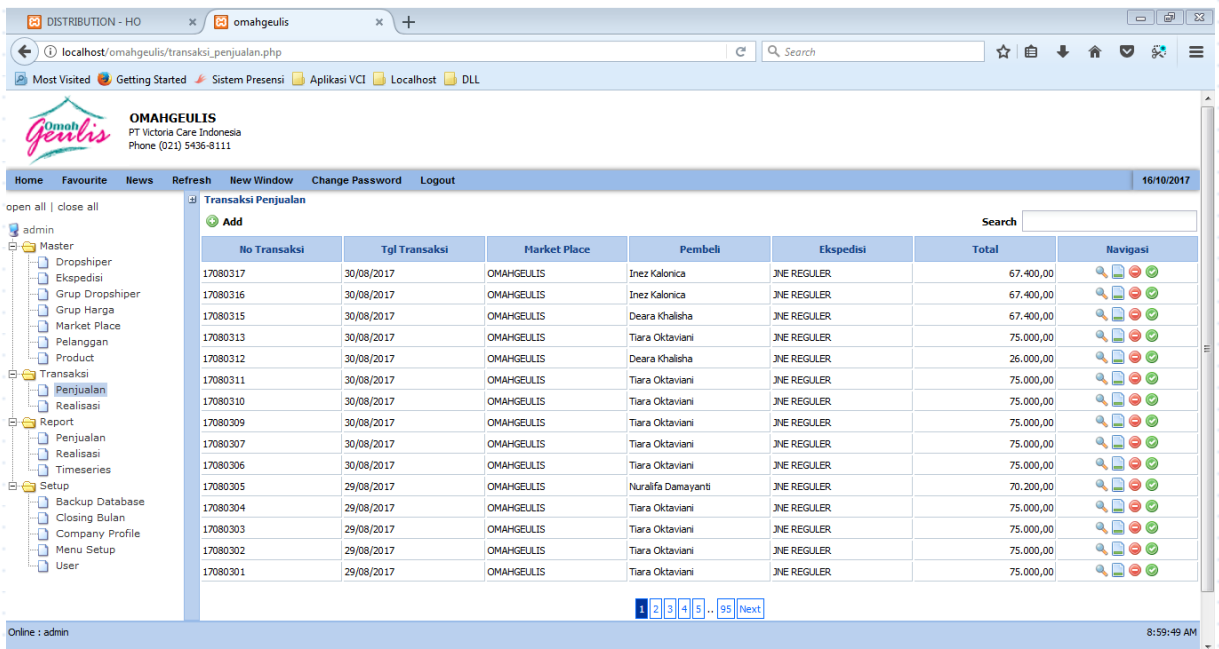 DISTRIBUTION - HO × omahgeulis × +
localhost/omahgeulis/transaksi_penjualan.php Search
Most Visited Getting Started Sistem Presensi Aplikasi VCI Localhost DLL
Omah Geulis
OMAHGEULIS
PT Victoria Care Indonesia
Phone (021) 5436-8111
Home Favourite News Refresh New Window Change Password Logout 16/10/2017
open all | close all
admin
Master
Dropshiper
Ekspedisi
Grup Dropshiper
Grup Harga
Market Place
Pelanggan
Product
Transaksi
Penjualan
Realisasi
Report
Penjualan
Realisasi
Timeseries
Setup
Backup Database
Closing Bulan
Company Profile
Menu Setup
User
Transaksi Penjualan
Add Search
No Transaksi Tgl Transaksi Market Place Pembeli Ekspedisi Total Navigasi
17080317 30/08/2017 OMAHGEULIS Inez Kalonica JNE REGULER 67.400,00
17080316 30/08/2017 OMAHGEULIS Inez Kalonica JNE REGULER 67.400,00
17080315 30/08/2017 OMAHGEULIS Deara Khalisha JNE REGULER 67.400,00
17080313 30/08/2017 OMAHGEULIS Tiara Oktaviani JNE REGULER 75.000,00
17080312 30/08/2017 OMAHGEULIS Deara Khalisha JNE REGULER 26.000,00
17080311 30/08/2017 OMAHGEULIS Tiara Oktaviani JNE REGULER 75.000,00
17080310 30/08/2017 OMAHGEULIS Tiara Oktaviani JNE REGULER 75.000,00
17080309 30/08/2017 OMAHGEULIS Tiara Oktaviani JNE REGULER 75.000,00
17080307 30/08/2017 OMAHGEULIS Tiara Oktaviani JNE REGULER 75.000,00
17080306 30/08/2017 OMAHGEULIS Tiara Oktaviani JNE REGULER 75.000,00
17080305 29/08/2017 OMAHGEULIS Nuralifa Damayanti JNE REGULER 70.200,00
17080304 29/08/2017 OMAHGEULIS Tiara Oktaviani JNE REGULER 75.000,00
17080303 29/08/2017 OMAHGEULIS Tiara Oktaviani JNE REGULER 75.000,00
17080302 29/08/2017 OMAHGEULIS Tiara Oktaviani JNE REGULER 75.000,00
17080301 29/08/2017 OMAHGEULIS Tiara Oktaviani JNE REGULER 75.000,00
1 2 3 4 5 .. 95 Next
Online : admin 8:59:49 AM